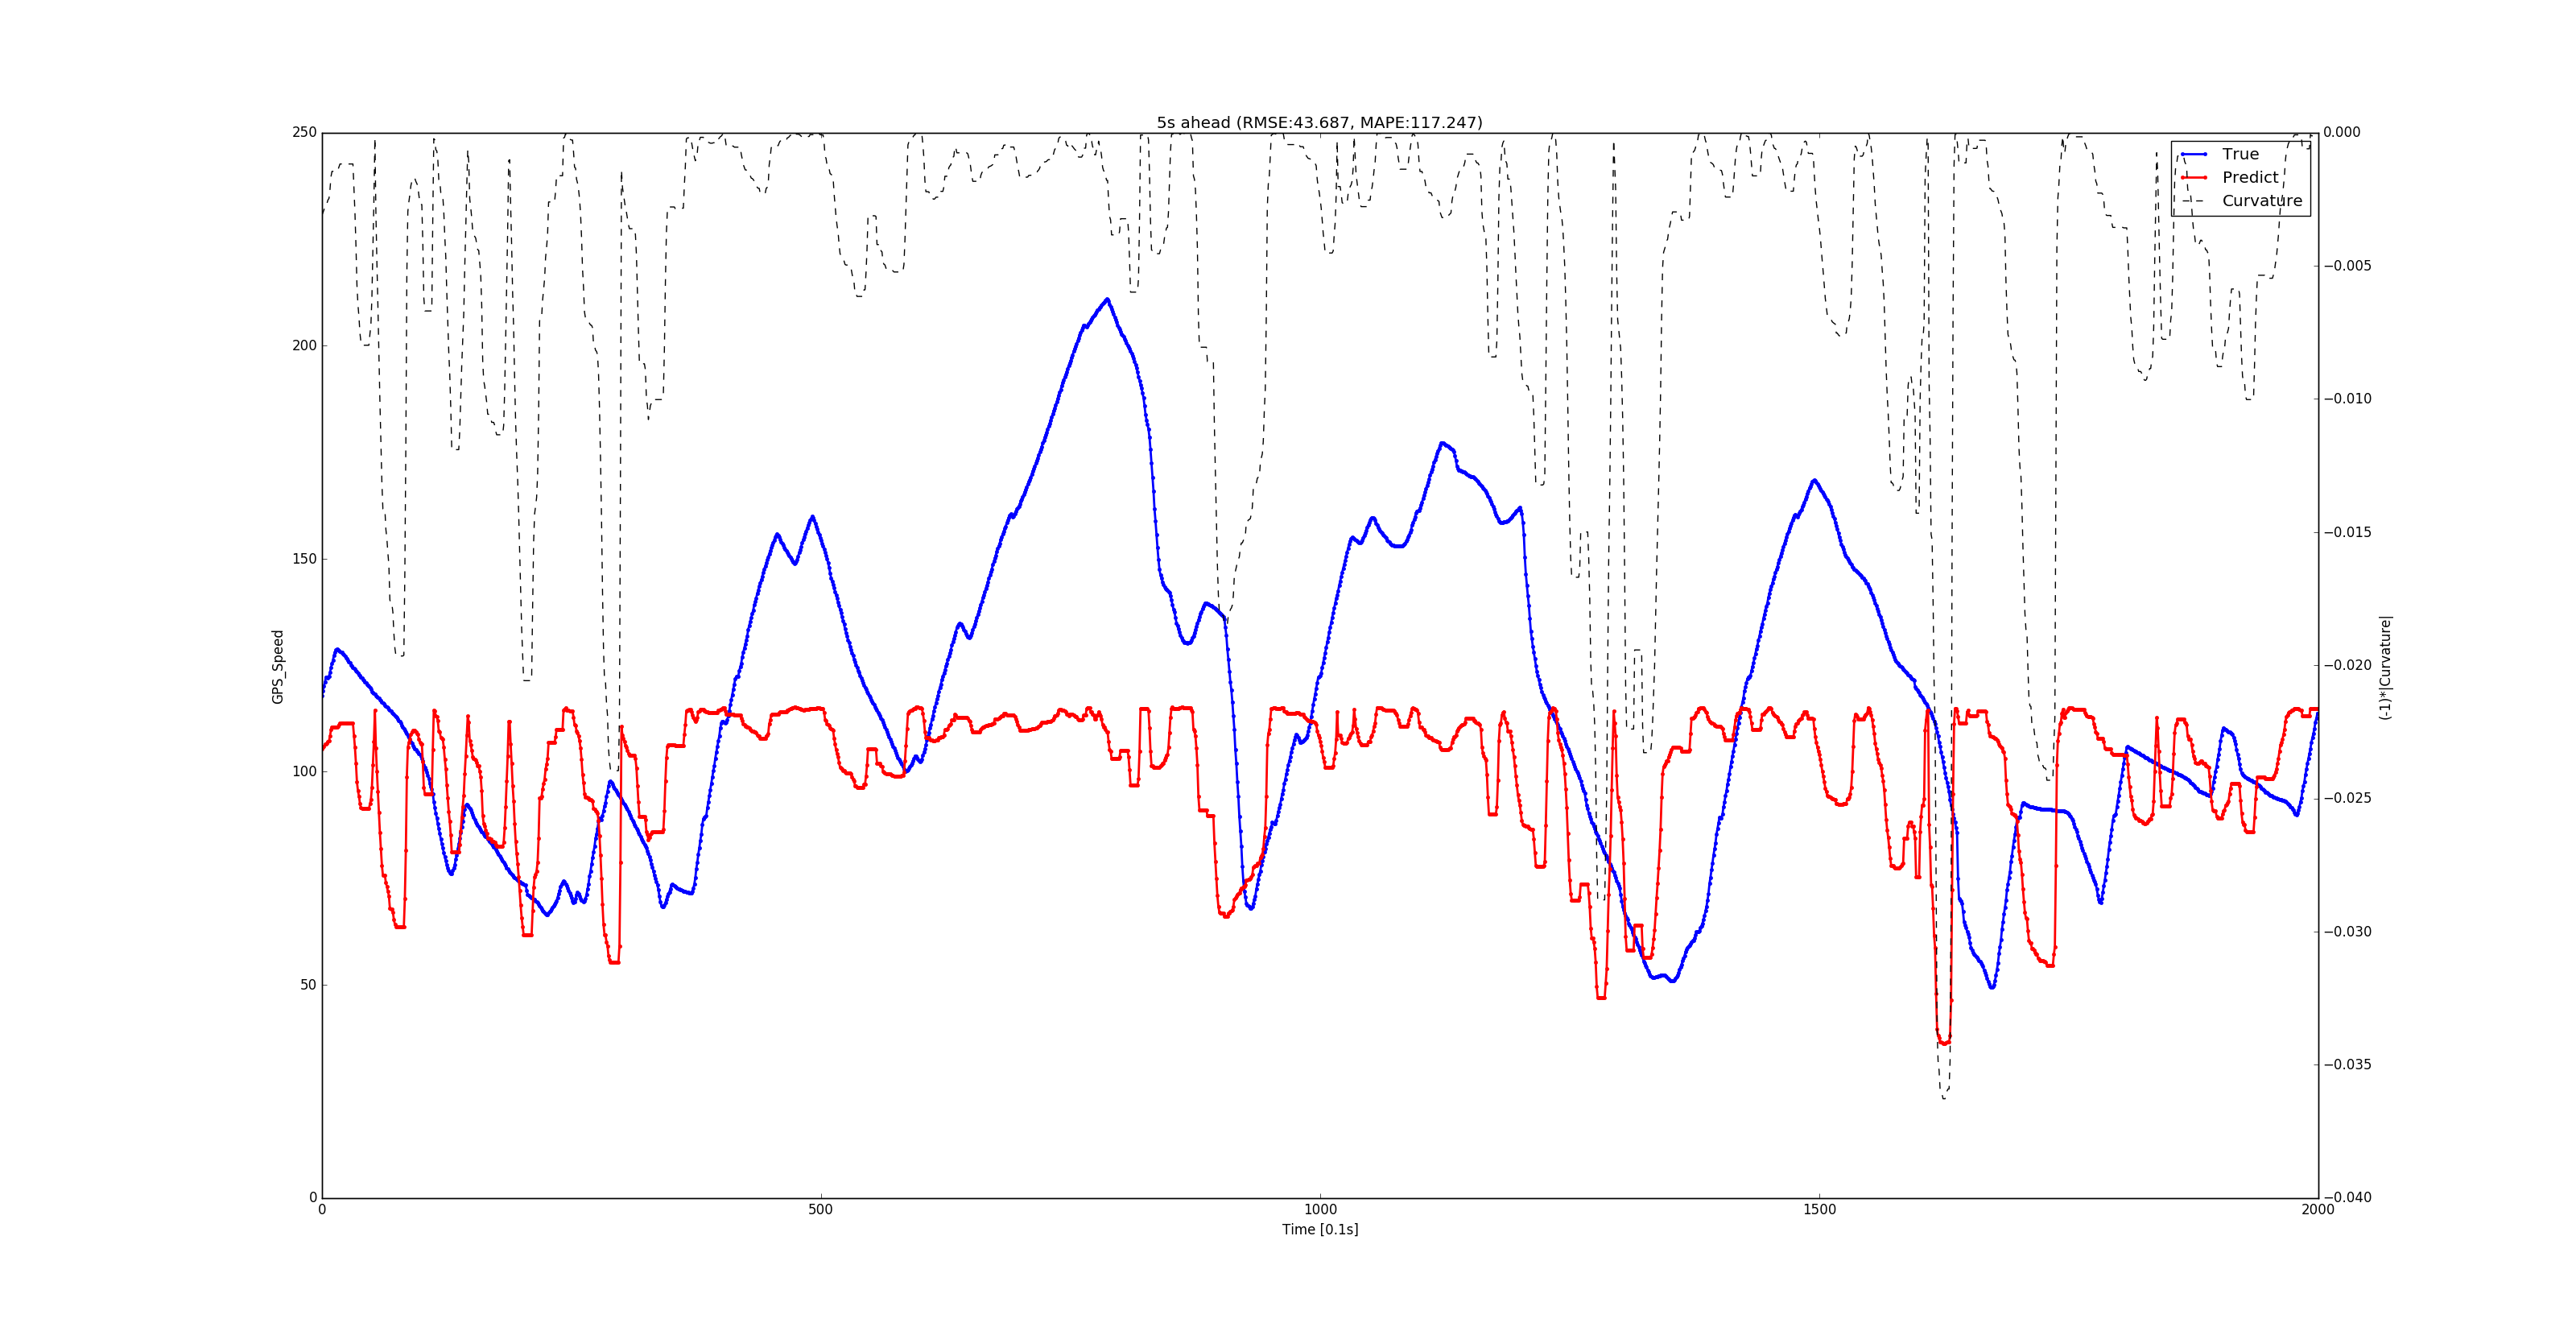 5s ahead (RMSE:43.687, MAPE:117.247)
True
Predict
Curvature
250
200
150
100
50
0
GPS_Speed
0.000
−0.005
−0.010
−0.015
−0.020
−0.025
−0.030
−0.035
−0.040
(-1)*|Curvature|
0
500
1000
1500
2000
Time [0.1s]